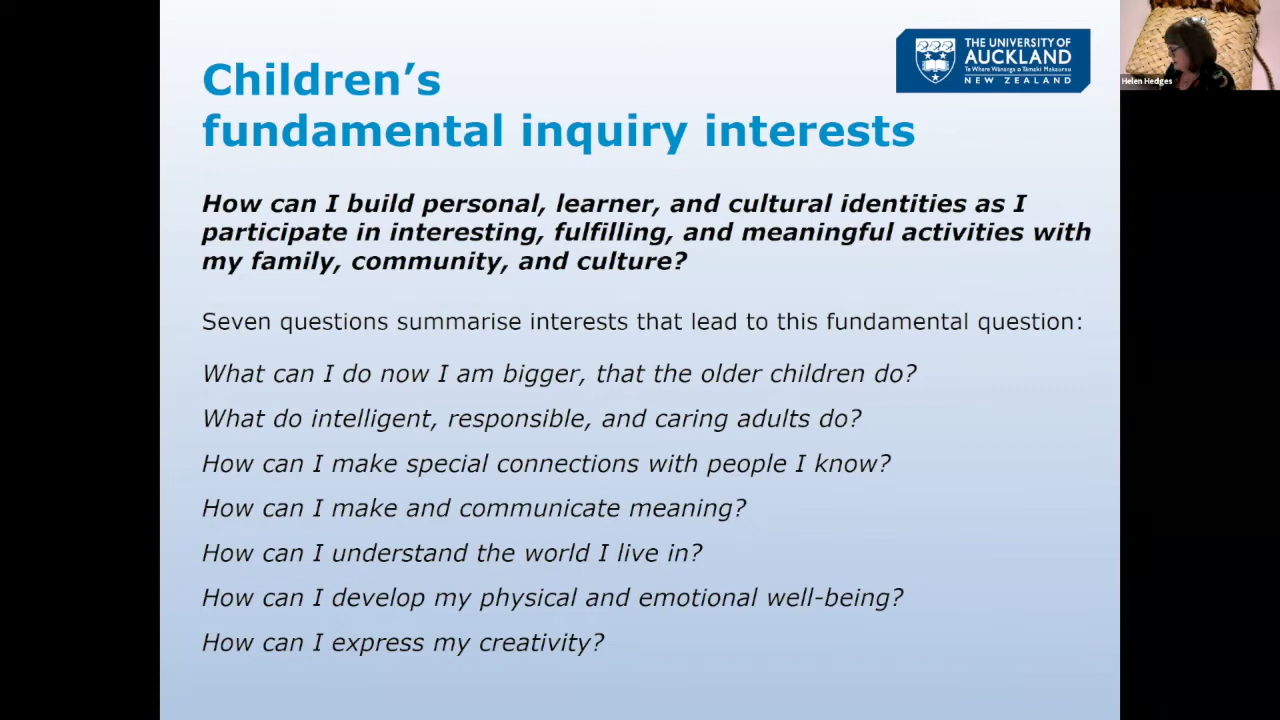 Children's
fundamental inquiry interests
THE UNIVERSITY OF
AUCKLAND
Te Whare Wānanga o Tāmaki Makaurau
NEW ZEALAND
Helen Hedges
How can I build personal, learner, and cultural identities as I
participate in interesting, fulfilling, and meaningful activities with
my family, community, and culture?
Seven questions summarise interests that lead to this fundamental question:
What can I do now I am bigger, that the older children do?
What do intelligent, responsible, and caring adults do?
How can I make special connections with people I know?
How can I make and communicate meaning?
How can I understand the world I live in?
How can I develop my physical and emotional well-being?
How can I express my creativity?